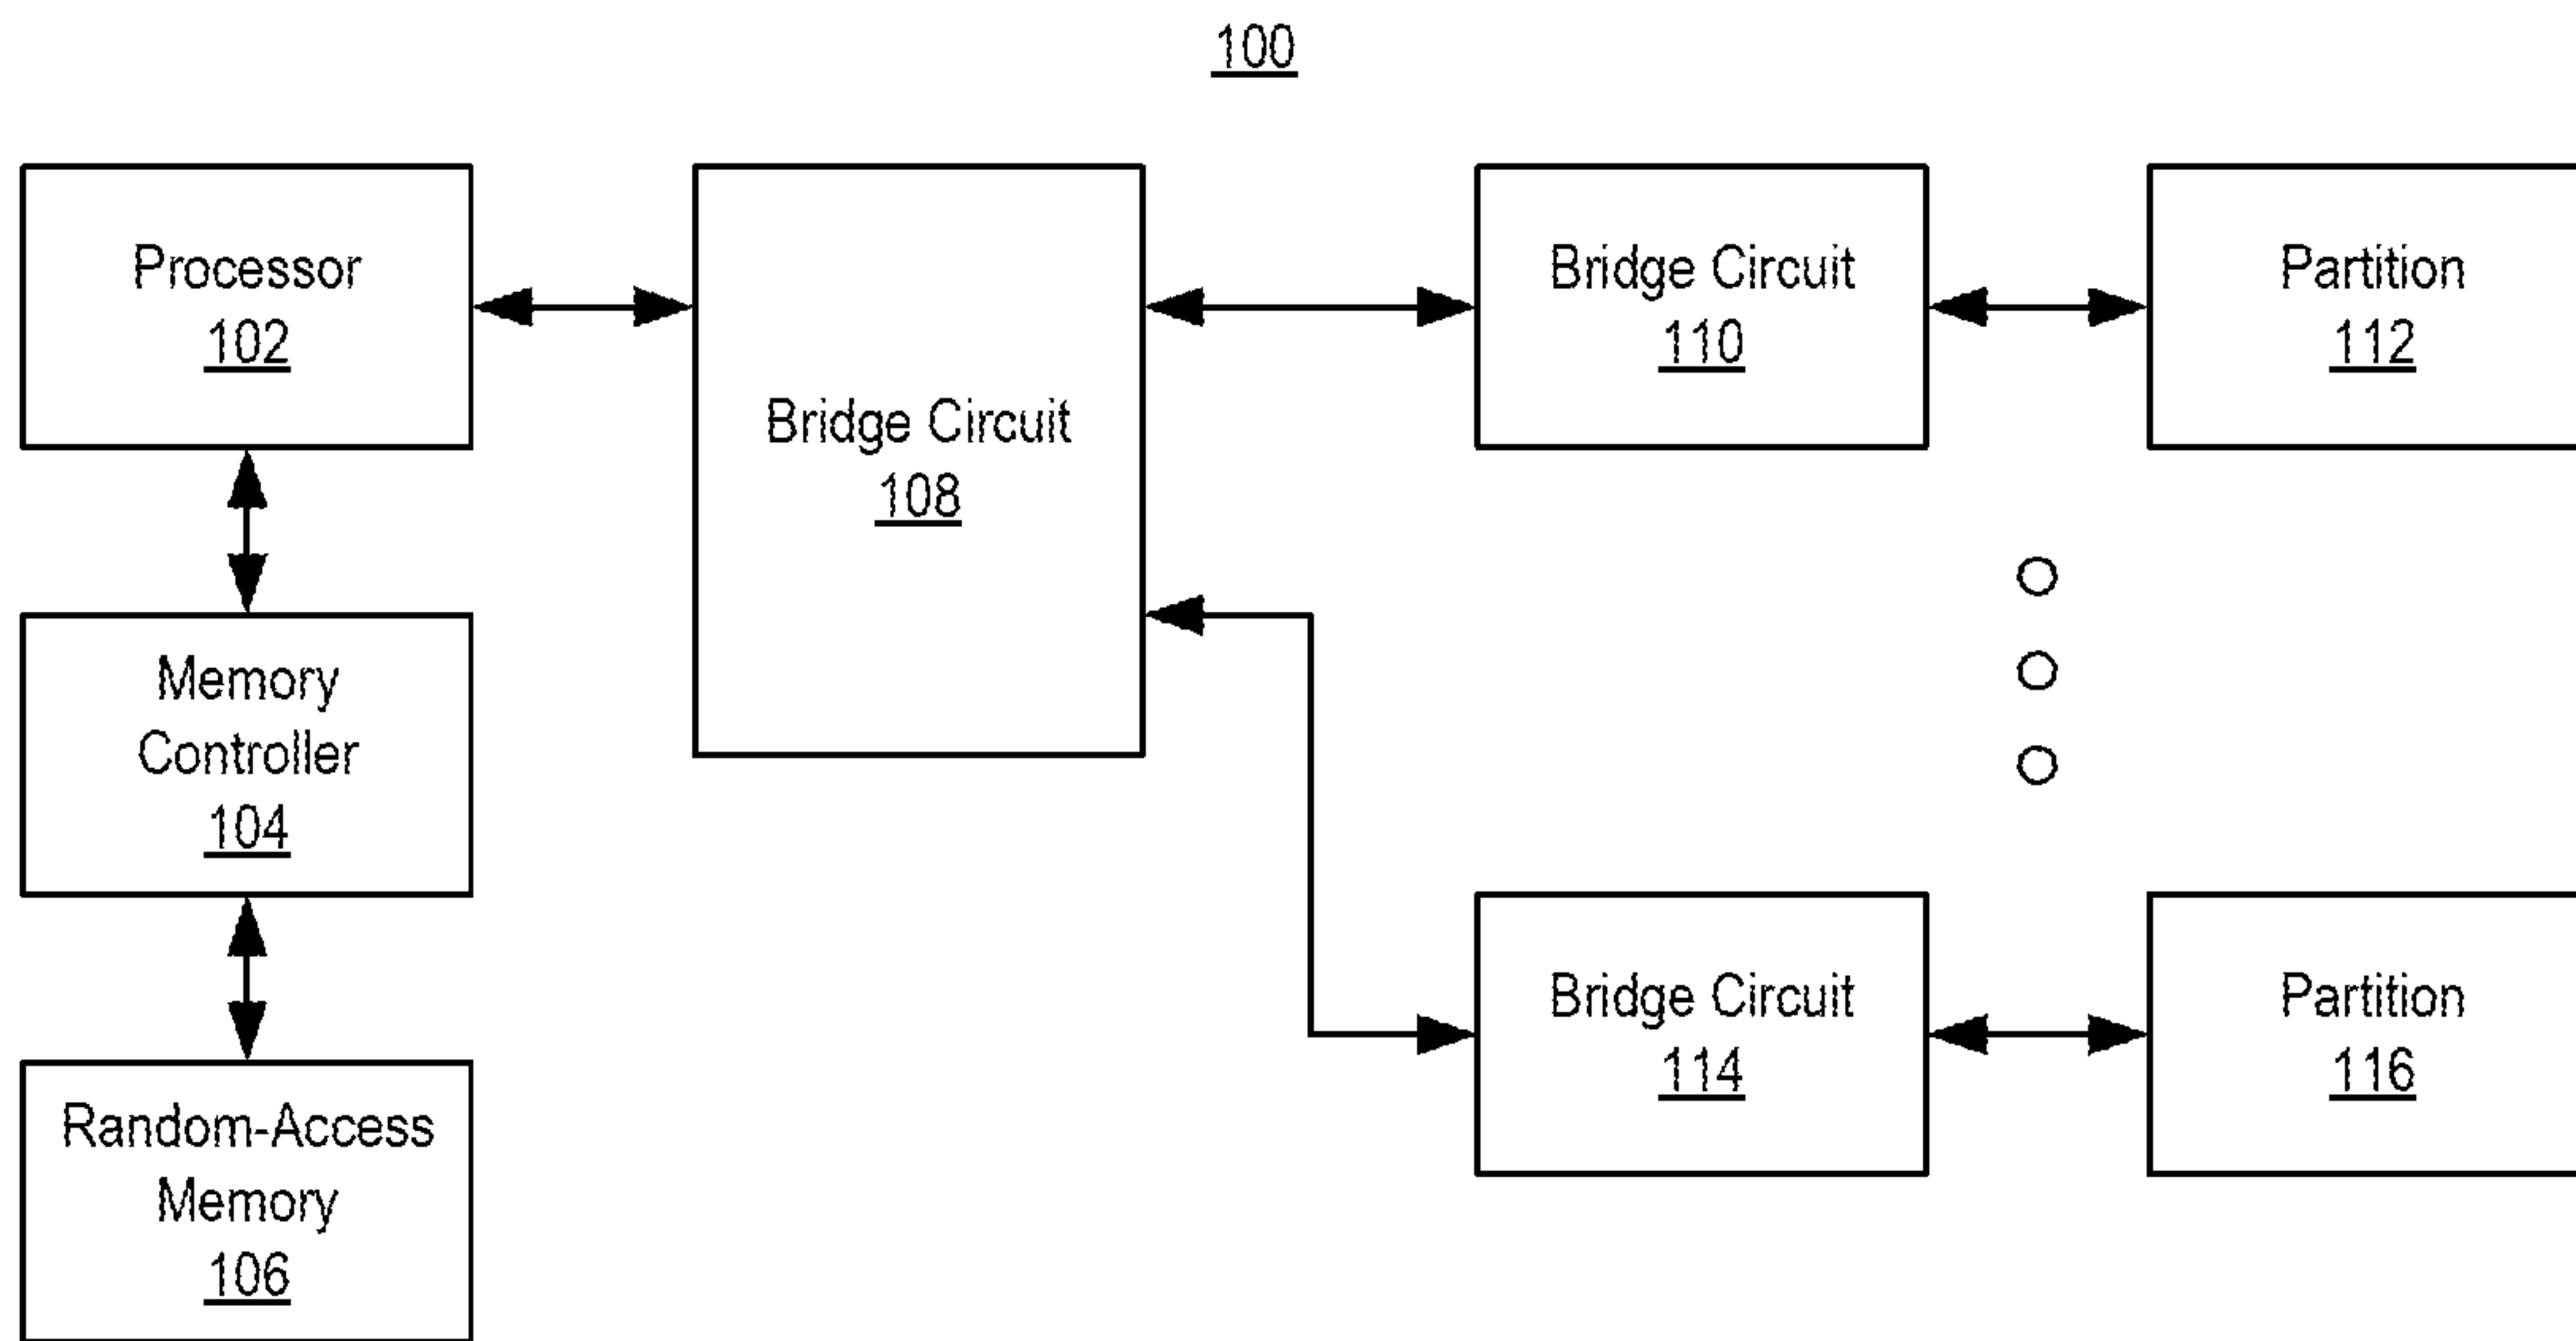 100
Processor
102
Bridge Circuit
108
Bridge Circuit
110
Partition
112
Memory
Controller
104
Random-Access
Memory
106
Bridge Circuit
114
Partition
116